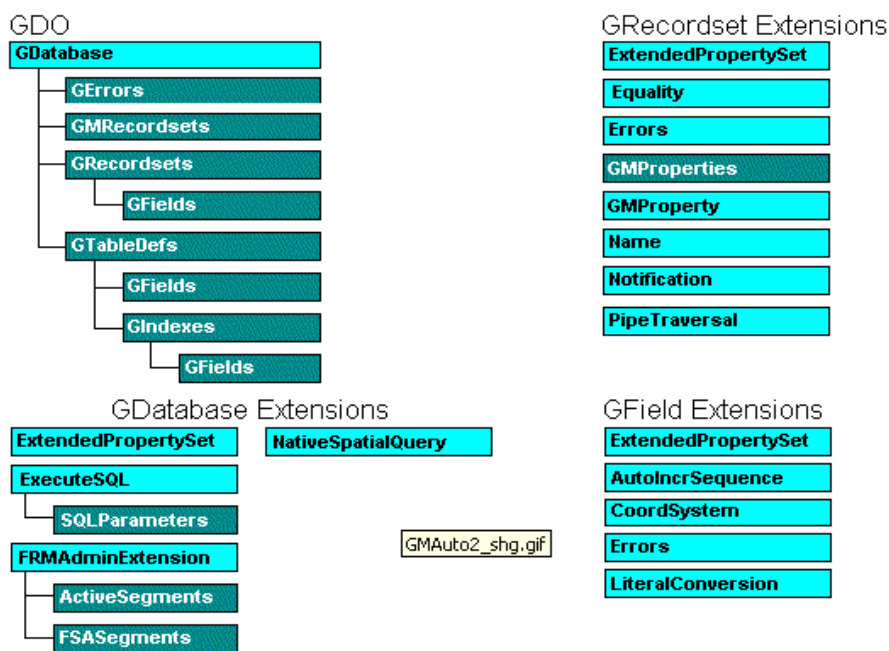 GDO
GDatabase
GErrors
GMRecordsets
GRecordsets
GFields
GTableDefs
GFields
GIndexes
GFields
GRecordset Extensions
ExtendedPropertySet
Equality
Errors
GMProperties
GMProperty
Name
Notification
PipeTraversal
GDatabase Extensions
ExtendedPropertySet
NativeSpatialQuery
ExecuteSQL
SQLParameters
FRMAdminExtension
ActiveSegments
FSASegments
GMAuto2_shg.gif
GField Extensions
ExtendedPropertySet
AutoIncrSequence
CoordSystem
Errors
LiteralConversion